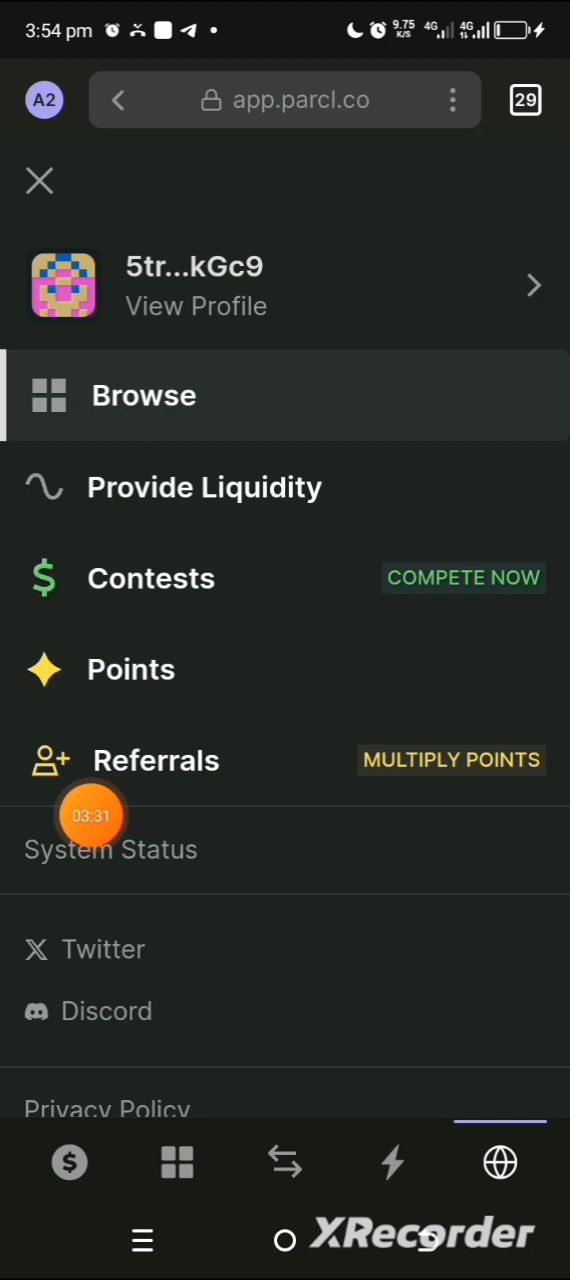 3:54 pm
9.75
K/S
4G
4G
A2
app.parcl.co
29
5tr...kGc9
View Profile
Browse
Provide Liquidity
Contests
COMPETE NOW
Points
Referrals
MULTIPLY POINTS
03:31
System Status
Twitter
Discord
Privacy Policy
XRecorder